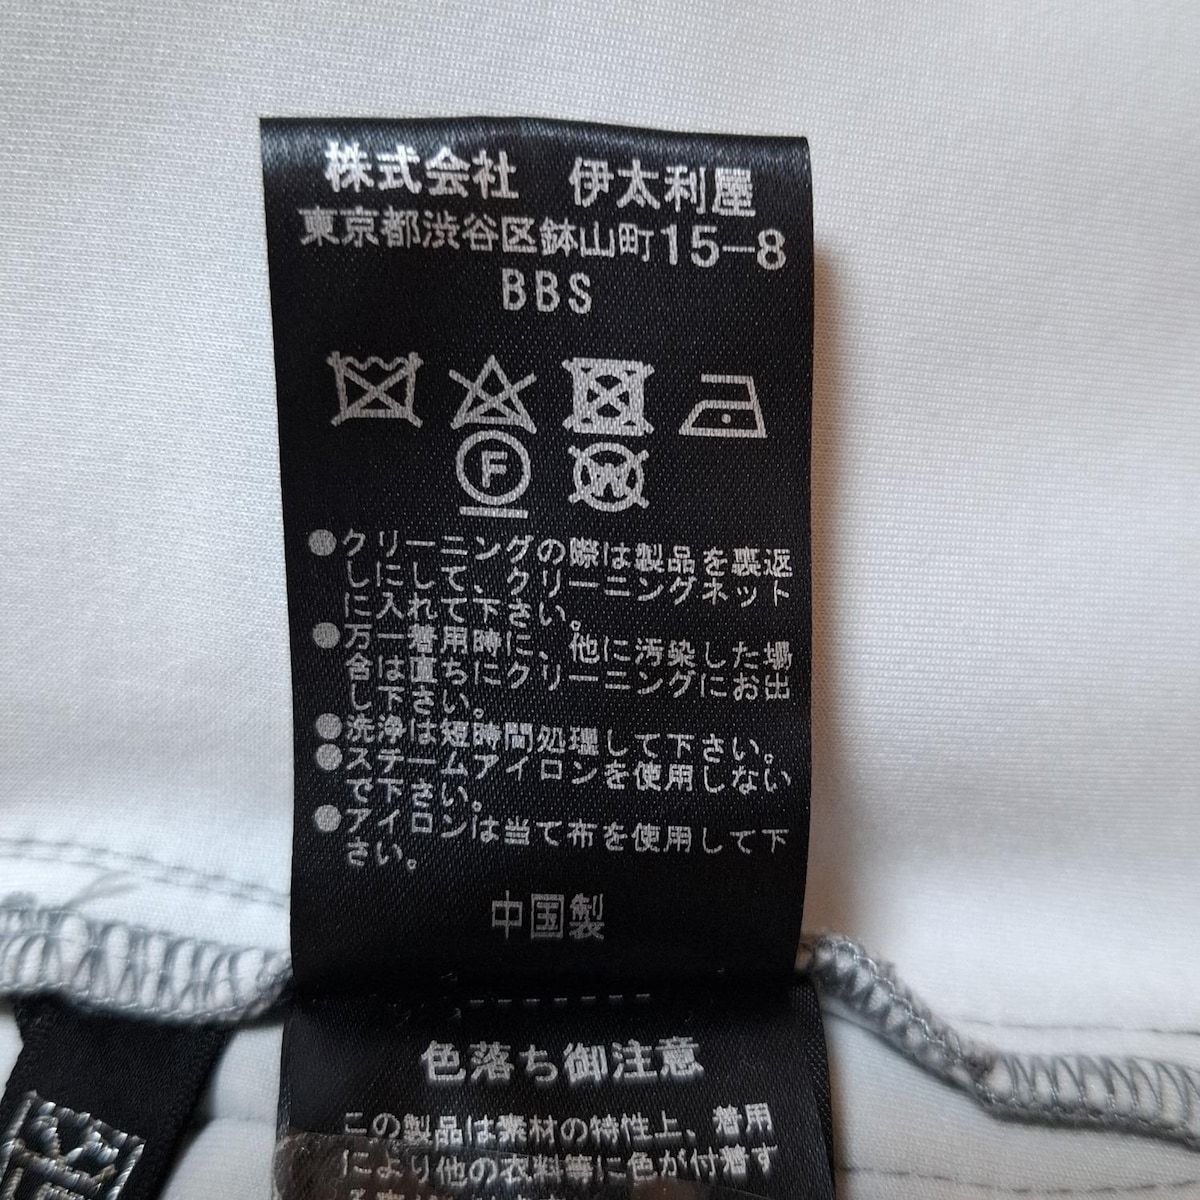 株式会社　伊太利屋
東京都渋谷区鉢山町15-8
BBS
F
W
●クリーニングの際は製品を裏返
しにして、クリーニングネット
に入れて下さい。
●万一着用時に、他に汚染した場
合は直ちにクリーニングにお出
し下さい。
●洗浄は短時間処理して下さい。
●スチームアイロンを使用しない
で下さい。
●アイロンは当て布を使用して下
さい。
中国製
色落ち御注意
この製品は素材の特性上、着用
により他の衣料等に色が付着す